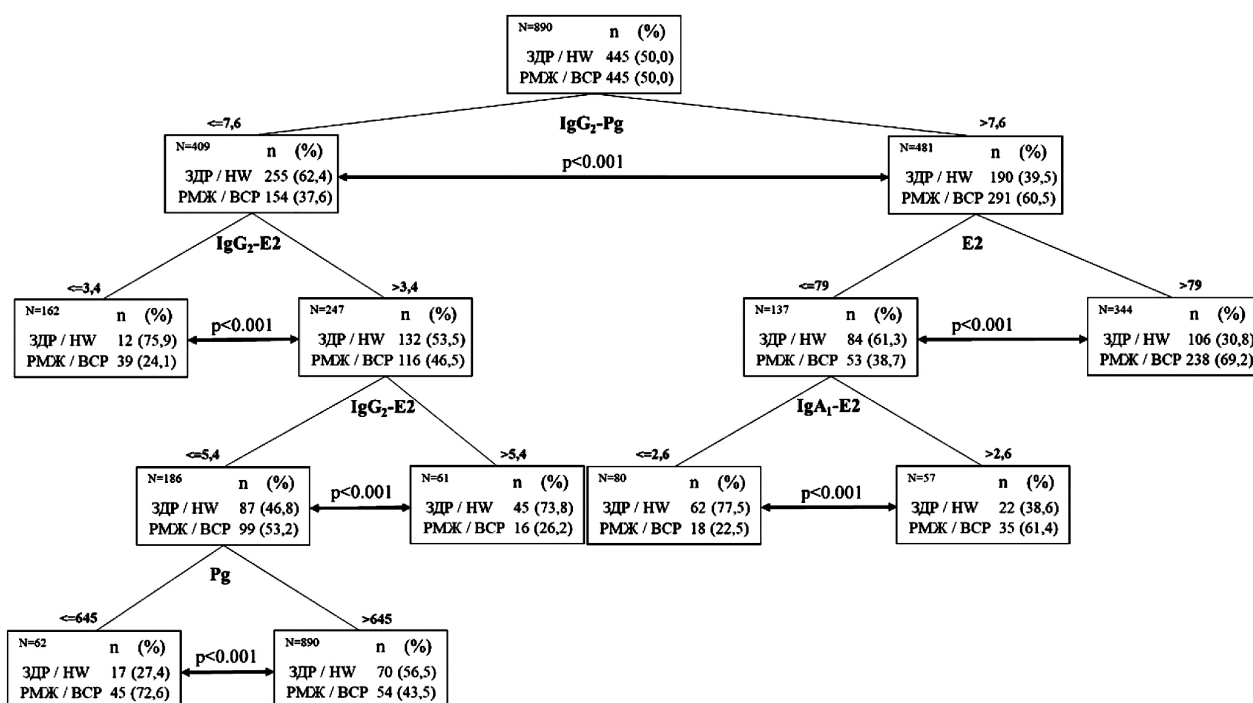 N=890 n (%)
ЗДР / HW 445 (50,0)
РМЖ / BCP 445 (50,0)
<=7,6 IgG₂-Pg >7,6
N=409 n (%)
ЗДР / HW 255 (62,4)
РМЖ / BCP 154 (37,6)
p<0.001
N=481 n (%)
ЗДР / HW 190 (39,5)
РМЖ / BCP 291 (60,5)
IgG₂-E2
E2
<=3,4 >3,4
<=79 >79
N=162 n (%)
ЗДР / HW 12 (75,9)
РМЖ / BCP 39 (24,1)
p<0.001
N=247 n (%)
ЗДР / HW 132 (53,5)
РМЖ / BCP 116 (46,5)
N=137 n (%)
ЗДР / HW 84 (61,3)
РМЖ / BCP 53 (38,7)
p<0.001
N=344 n (%)
ЗДР / HW 106 (30,8)
РМЖ / BCP 238 (69,2)
IgG₂-E2
IgA₁-E2
<=5,4 >5,4
<=2,6 >2,6
N=186 n (%)
ЗДР / HW 87 (46,8)
РМЖ / BCP 99 (53,2)
p<0.001
N=61 n (%)
ЗДР / HW 45 (73,8)
РМЖ / BCP 16 (26,2)
N=80 n (%)
ЗДР / HW 62 (77,5)
РМЖ / BCP 18 (22,5)
p<0.001
N=57 n (%)
ЗДР / HW 22 (38,6)
РМЖ / BCP 35 (61,4)
Pg
<=645 >645
N=62 n (%)
ЗДР / HW 17 (27,4)
РМЖ / BCP 45 (72,6)
p<0.001
N=890 n (%)
ЗДР / HW 70 (56,5)
РМЖ / BCP 54 (43,5)